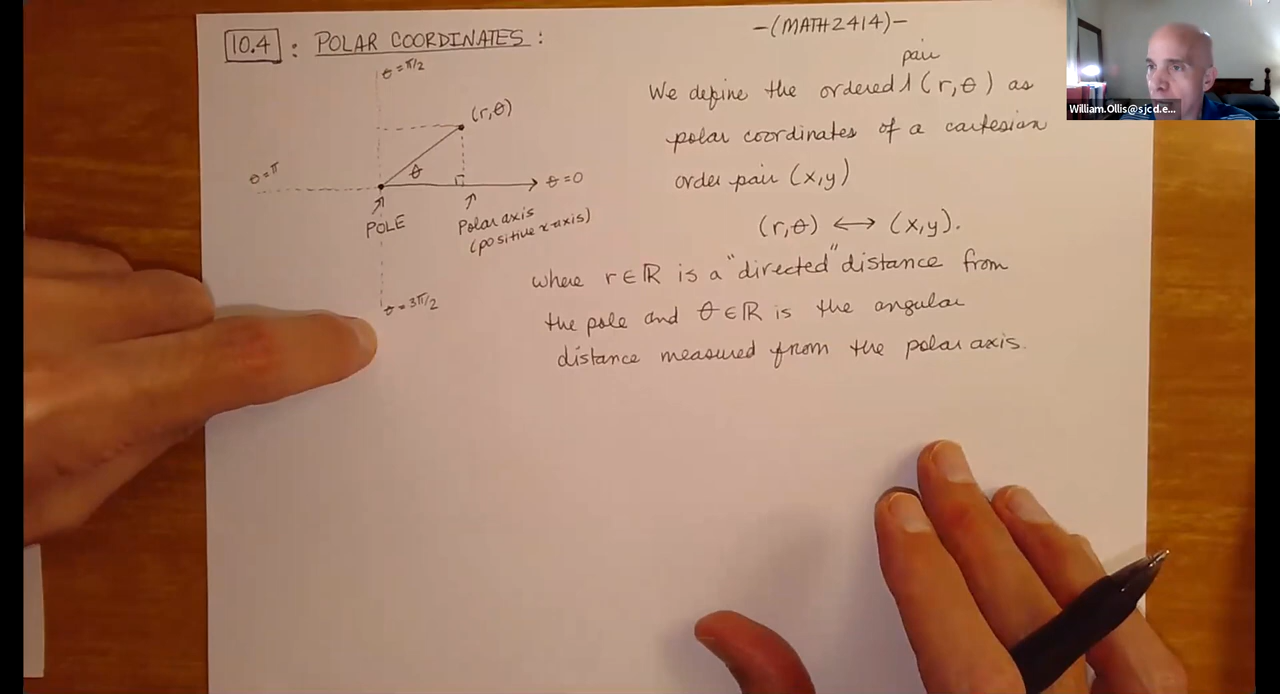 10.4 : POLAR COORDINATES :
-(MATH2414)-
θ = π/2
(r,θ)
θ
θ = π
θ = 0
POLE
Polar axis
(positive x-axis)
θ = 3π/2
pair
We define the ordered ∧ (r,θ) as
polar coordinates of a cartesian
order pair (x,y)
(r,θ) ⟷ (x,y).
where r ∈ ℝ is a "directed" distance from
the pole and θ ∈ ℝ is the angular
distance measured from the polar axis.
William.Ollis@sjcd.e...